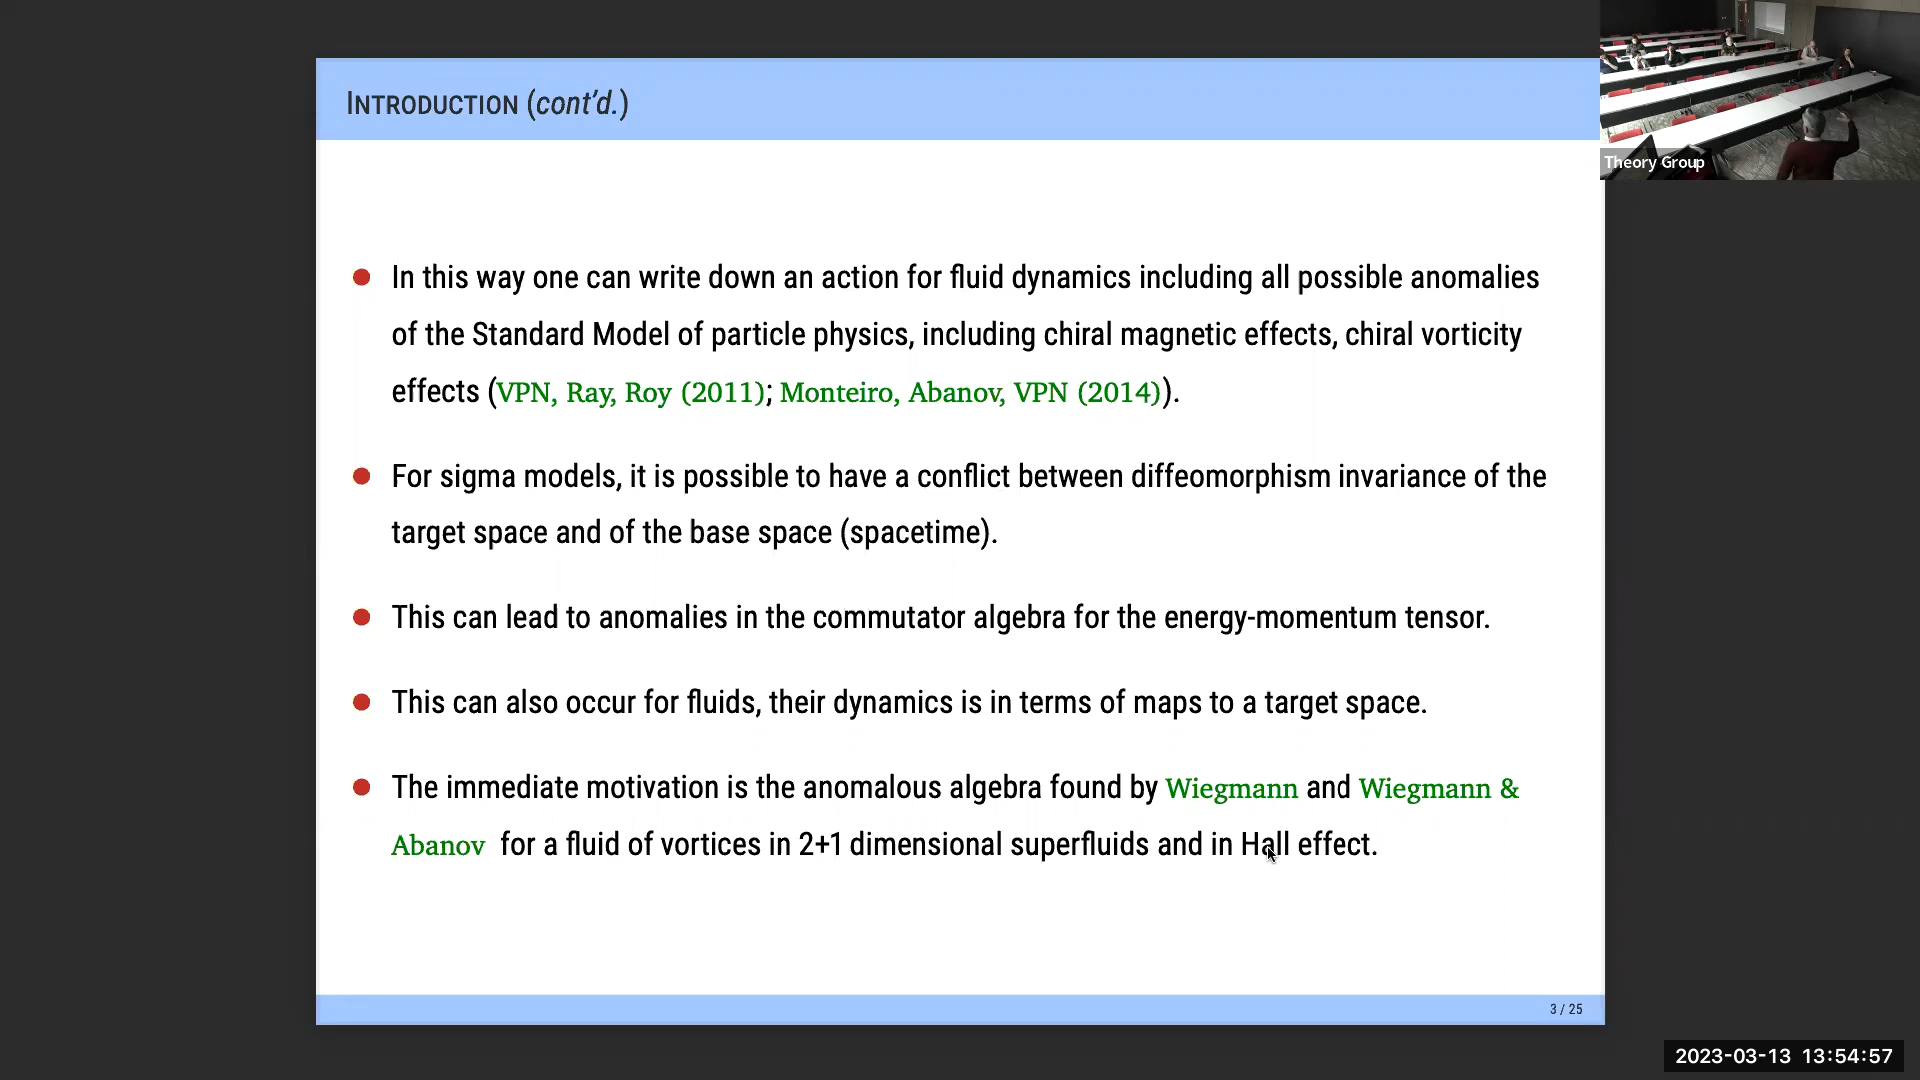 INTRODUCTION (cont'd.)
Theory Group
● In this way one can write down an action for fluid dynamics including all possible anomalies
of the Standard Model of particle physics, including chiral magnetic effects, chiral vorticity
effects (VPN, Ray, Roy (2011); Monteiro, Abanov, VPN (2014)).
● For sigma models, it is possible to have a conflict between diffeomorphism invariance of the
target space and of the base space (spacetime).
● This can lead to anomalies in the commutator algebra for the energy-momentum tensor.
● This can also occur for fluids, their dynamics is in terms of maps to a target space.
● The immediate motivation is the anomalous algebra found by Wiegmann and Wiegmann &
Abanov for a fluid of vortices in 2+1 dimensional superfluids and in Hall effect.
3 / 25
2023-03-13 13:54:57